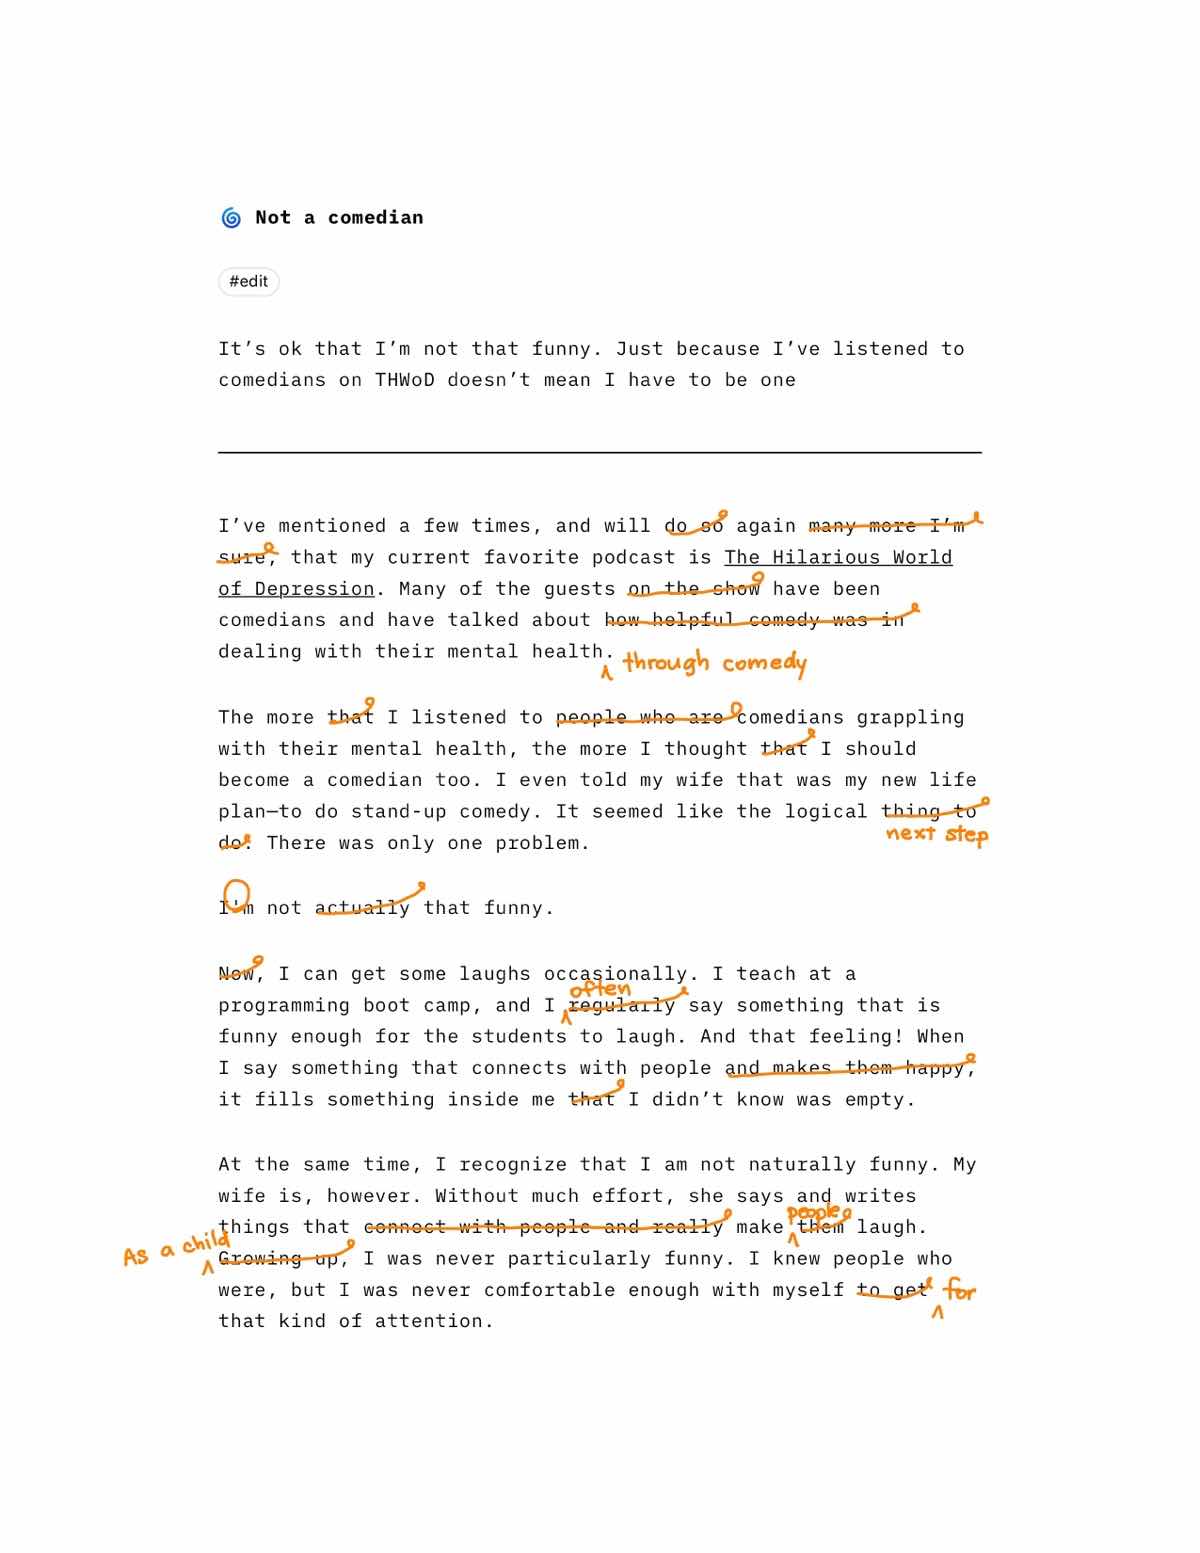 🌀 Not a comedian
#edit
It’s ok that I’m not that funny. Just because I’ve listened to
comedians on THWoD doesn’t mean I have to be one
I’ve mentioned a few times, and will do so again many more I’m
sure, that my current favorite podcast is The Hilarious World
of Depression. Many of the guests on the show have been
comedians and have talked about how helpful comedy was in
dealing with their mental health.
through comedy
The more that I listened to people who are comedians grappling
with their mental health, the more I thought that I should
become a comedian too. I even told my wife that was my new life
plan—to do stand-up comedy. It seemed like the logical thing to
next step
do. There was only one problem.
I'm not actually that funny.
Now, I can get some laughs occasionally. I teach at a
often
programming boot camp, and I regularly say something that is
funny enough for the students to laugh. And that feeling! When
I say something that connects with people and makes them happy,
it fills something inside me that I didn’t know was empty.
At the same time, I recognize that I am not naturally funny. My
wife is, however. Without much effort, she says and writes
people
things that connect with people and really make them laugh.
As a child
Growing up, I was never particularly funny. I knew people who
were, but I was never comfortable enough with myself to get for
that kind of attention.